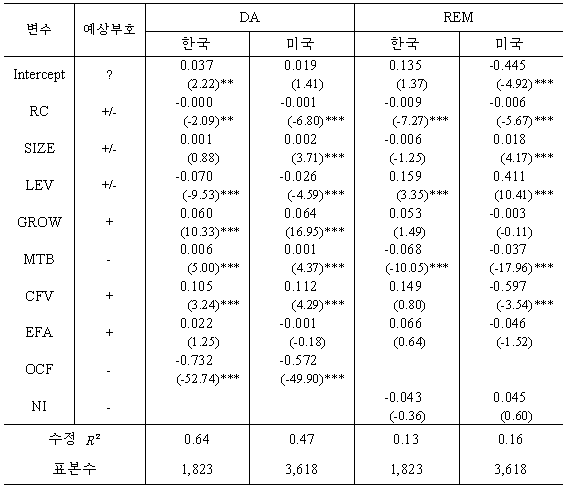 변수 예상부호 DA REM
한국 미국 한국 미국
Intercept ? 0.037 0.019 0.135 -0.445
(2.22)** (1.41) (1.37) (-4.92)***
RC +/- -0.000 -0.001 -0.009 -0.006
(-2.09)** (-6.80)*** (-7.27)*** (-5.67)***
SIZE +/- 0.001 0.002 -0.006 0.018
(0.88) (3.71)*** (-1.25) (4.17)***
LEV +/- -0.070 -0.026 0.159 0.411
(-9.53)*** (-4.59)*** (3.35)*** (10.41)***
GROW + 0.060 0.064 0.053 -0.003
(10.33)*** (16.95)*** (1.49) (-0.11)
MTB - 0.006 0.001 -0.068 -0.037
(5.00)*** (4.37)*** (-10.05)*** (-17.96)***
CFV + 0.105 0.112 0.149 -0.597
(3.24)*** (4.29)*** (0.80) (-3.54)***
EFA + 0.022 -0.001 0.066 -0.046
(1.25) (-0.18) (0.64) (-1.52)
OCF - -0.732 -0.572
(-52.74)*** (-49.90)***
NI - -0.043 0.045
(-0.36) (0.60)
수정 R² 0.64 0.47 0.13 0.16
표본수 1,823 3,618 1,823 3,618